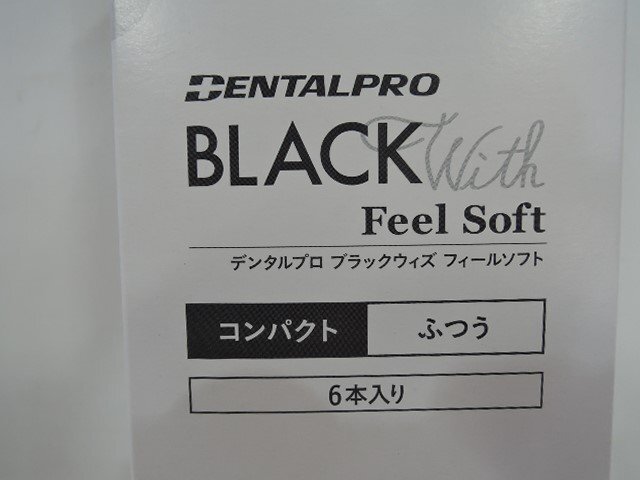 DENTALPRO
BLACK With
Feel Soft
デンタルプロ ブラックウィズ フィールソフト
コンパクト ふつう
6本入り